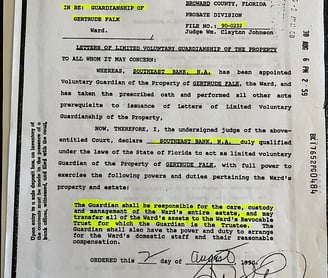 IN RE: GUARDIANSHIP OF
GERTRUDE FALK
Ward.
BROWARD COUNTY, FLORIDA
PROBATE DIVISION
FILE NO.: 90-0232
Judge Wm. Clayton Johnson
LETTERS OF LIMITED VOLUNTARY GUARDIANSHIP OF THE PROPERTY
TO ALL WHOM IT MAY CONCERN:
WHEREAS, SOUTHEAST BANK, N.A. has been appointed
Voluntary Guardian of the Property of GERTRUDE FALK, the Ward, and
has taken the prescribed oath and performed all other acts
prerequisite to issuance of Letters of Limited Voluntary
Guardianship of the Property,
NOW, THEREFORE, I, the undersigned judge of the above-
entitled Court, declare SOUTHEAST BANK, N.A. duly qualified
under the laws of the State of Florida to act as limited voluntary
Guardian of the Property of GERTRUDE FALK, with full power to
exercise the following powers and duties pertaining the Ward's
property and estate:
The Guardian shall be responsible for the care, custody
and management of the Ward's entire estate, and may
transfer all of the Ward's assets to the Ward's Revocable
Trust for which the Guardian is the Trustee. The Guardian
shall also have the power and duty to arrange
for the Ward's domestic staff and their reasonable
compensation.
ORDERED this 2 day of August, 1990.
BK17652PG0484